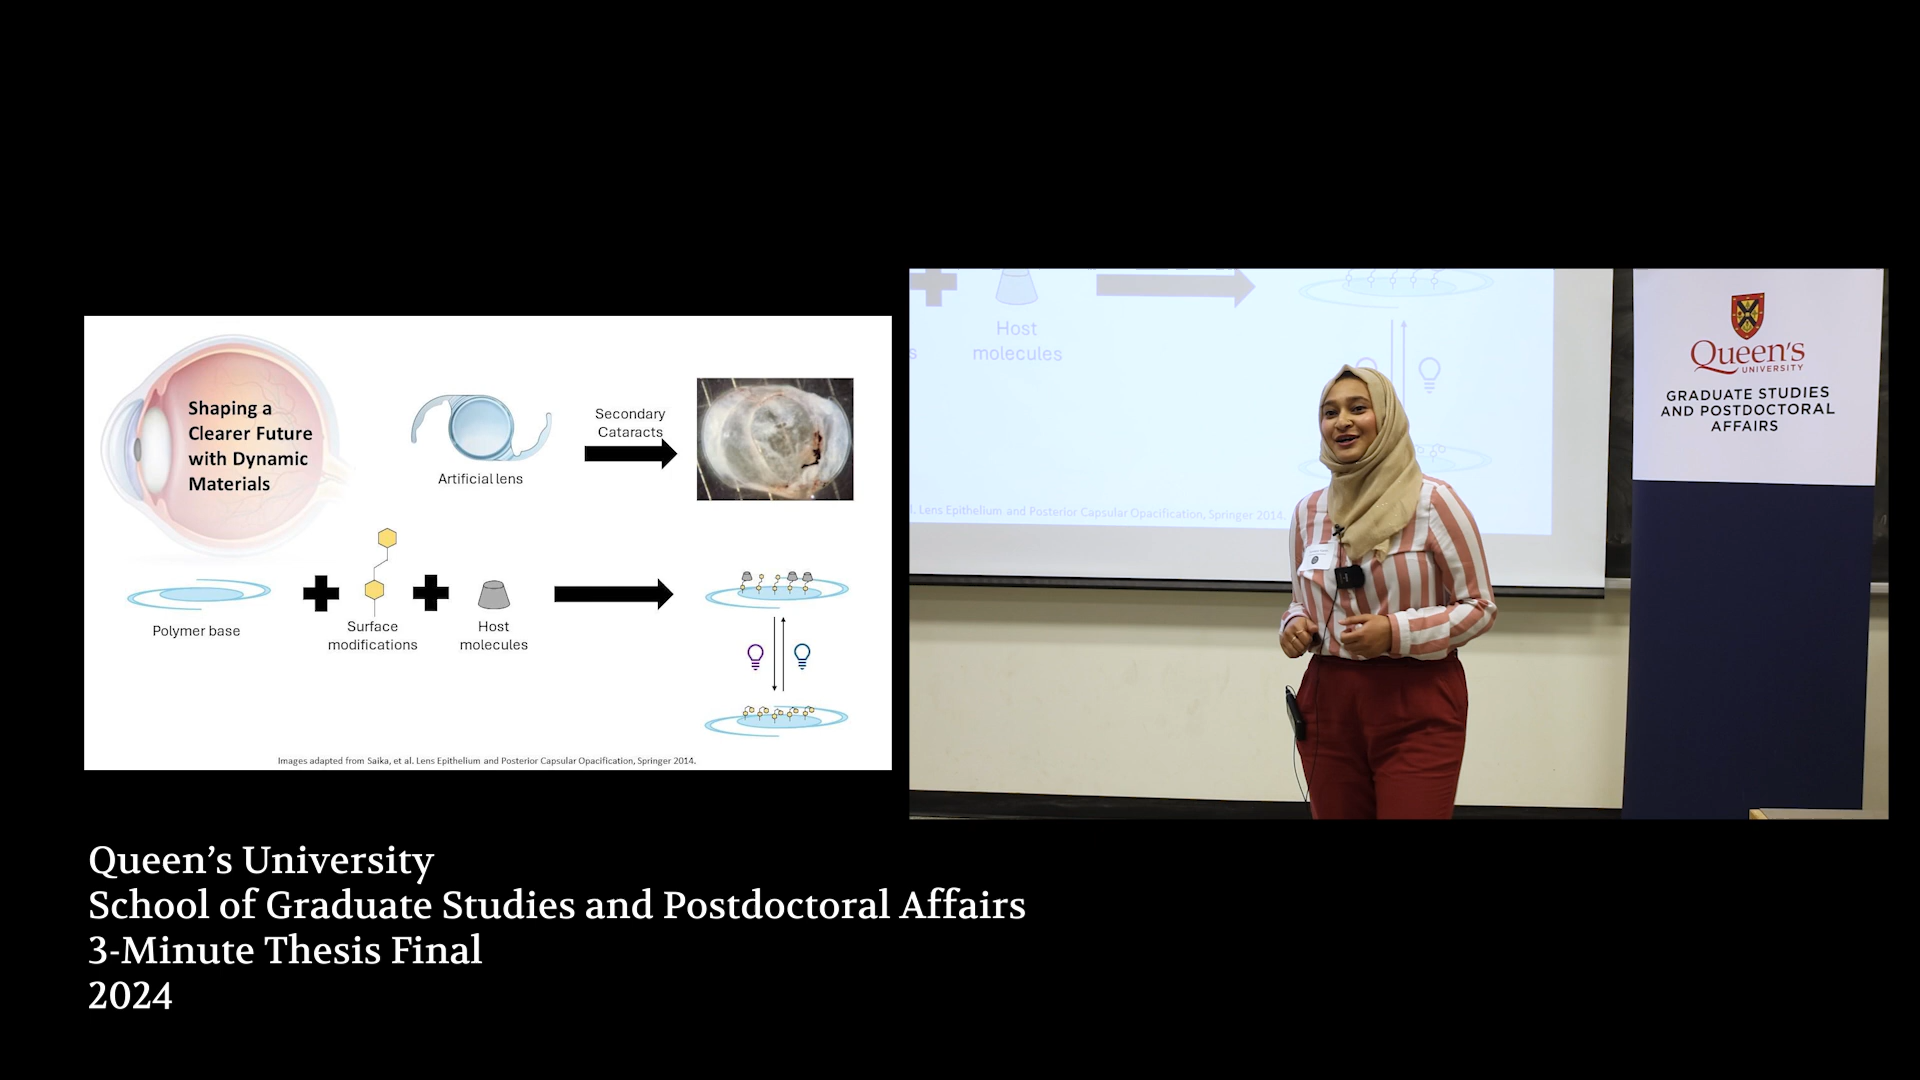 Shaping a
Clearer Future
with Dynamic
Materials
Artificial lens
Secondary
Cataracts
Polymer base
Surface
modifications
Host
molecules
Images adapted from Saika, et al. Lens Epithelium and Posterior Capsular Opacification, Springer 2014.
s
Host
molecules
l. Lens Epithelium and Posterior Capsular Opacification, Springer 2014.
Queen's
UNIVERSITY
GRADUATE STUDIES
AND POSTDOCTORAL
AFFAIRS
Queen’s University
School of Graduate Studies and Postdoctoral Affairs
3-Minute Thesis Final
2024